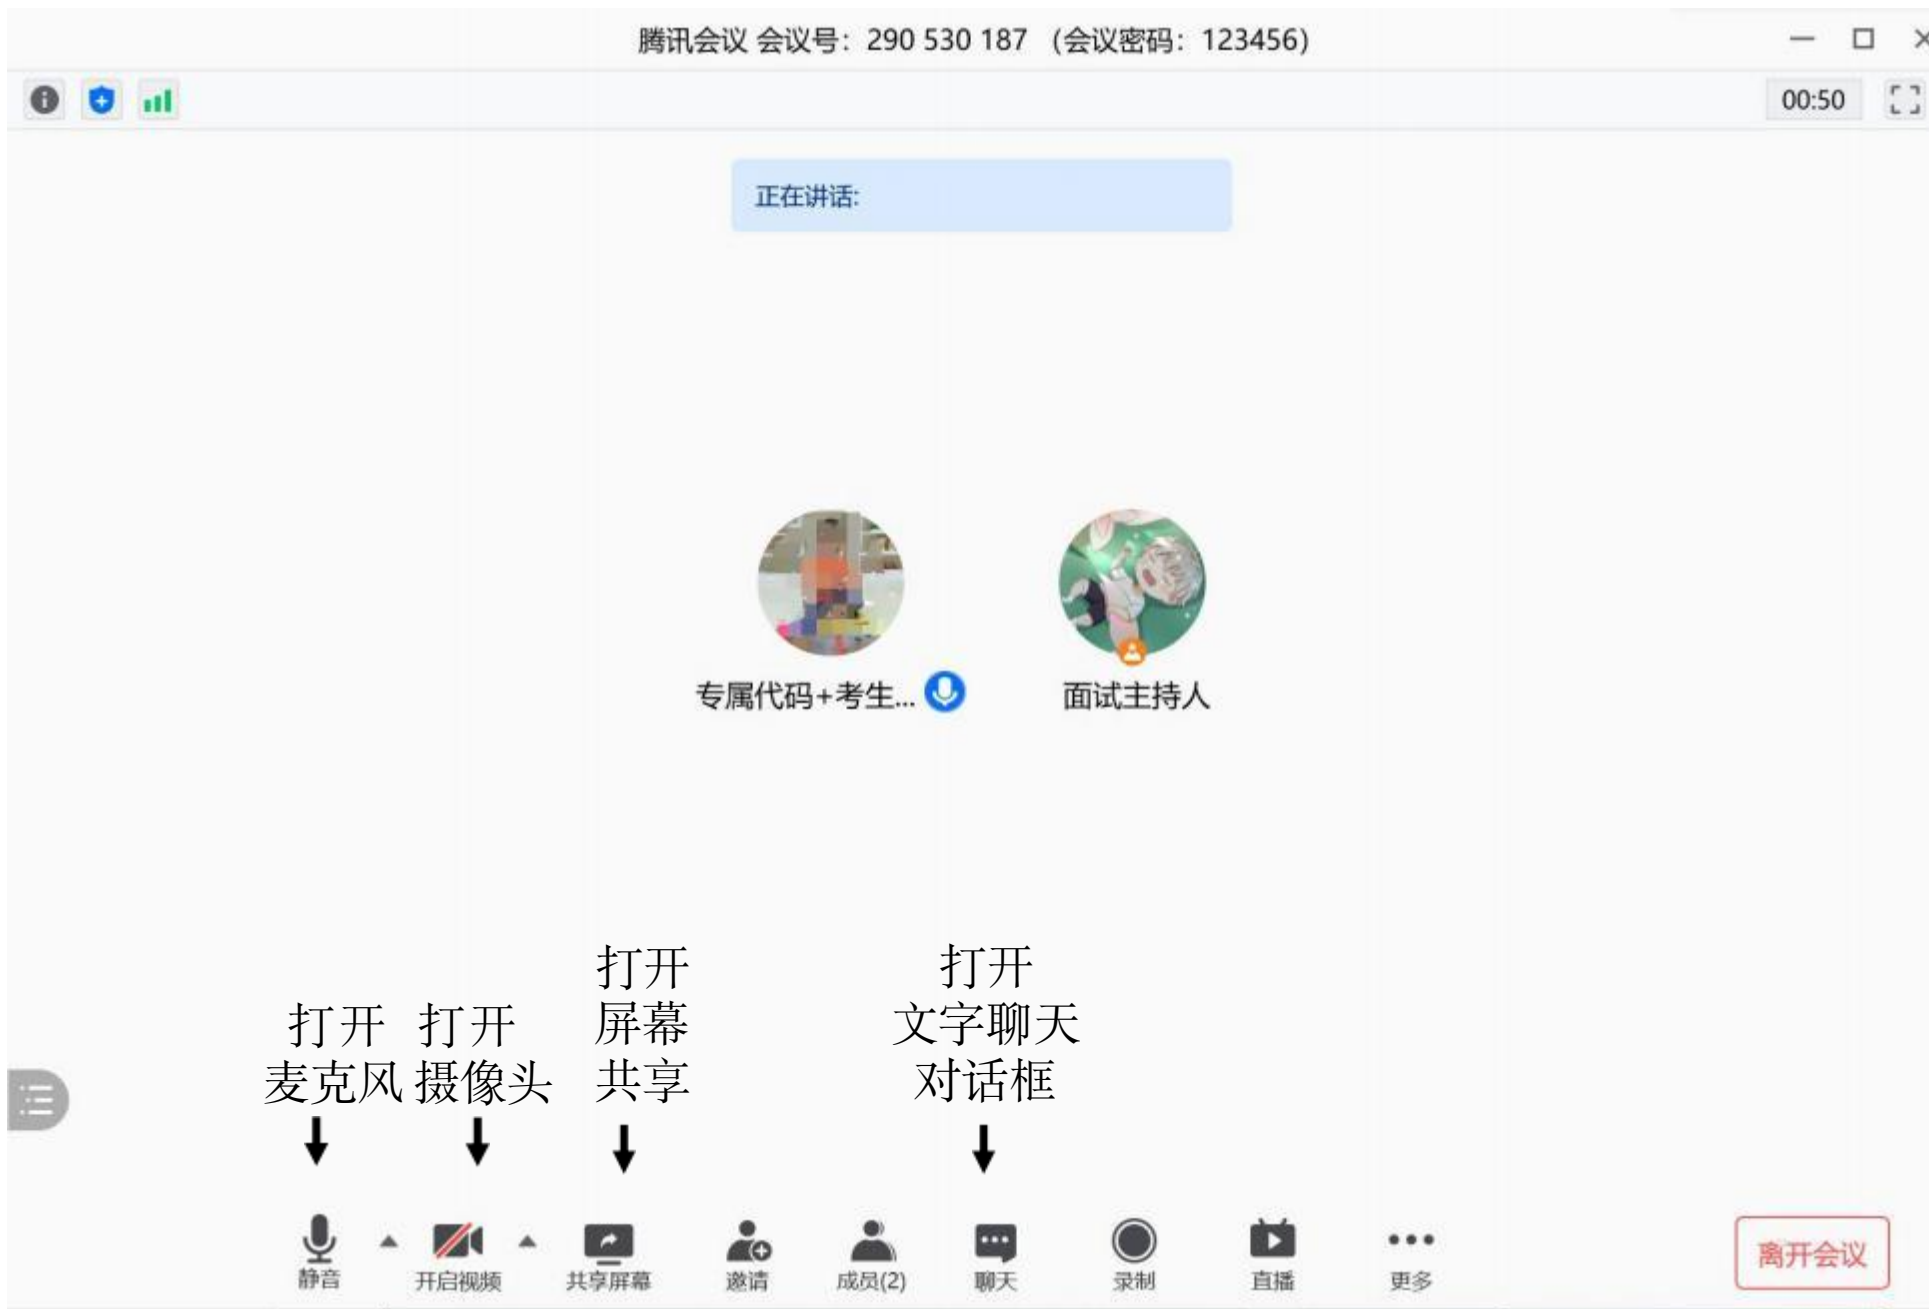 腾讯会议 会议号：290 530 187 （会议密码：123456）
00:50
正在讲话:
专属代码+考生...
面试主持人
打开
麦克风
打开
摄像头
打开
屏幕
共享
打开
文字聊天
对话框
静音
开启视频
共享屏幕
邀请
成员(2)
聊天
录制
直播
更多
离开会议